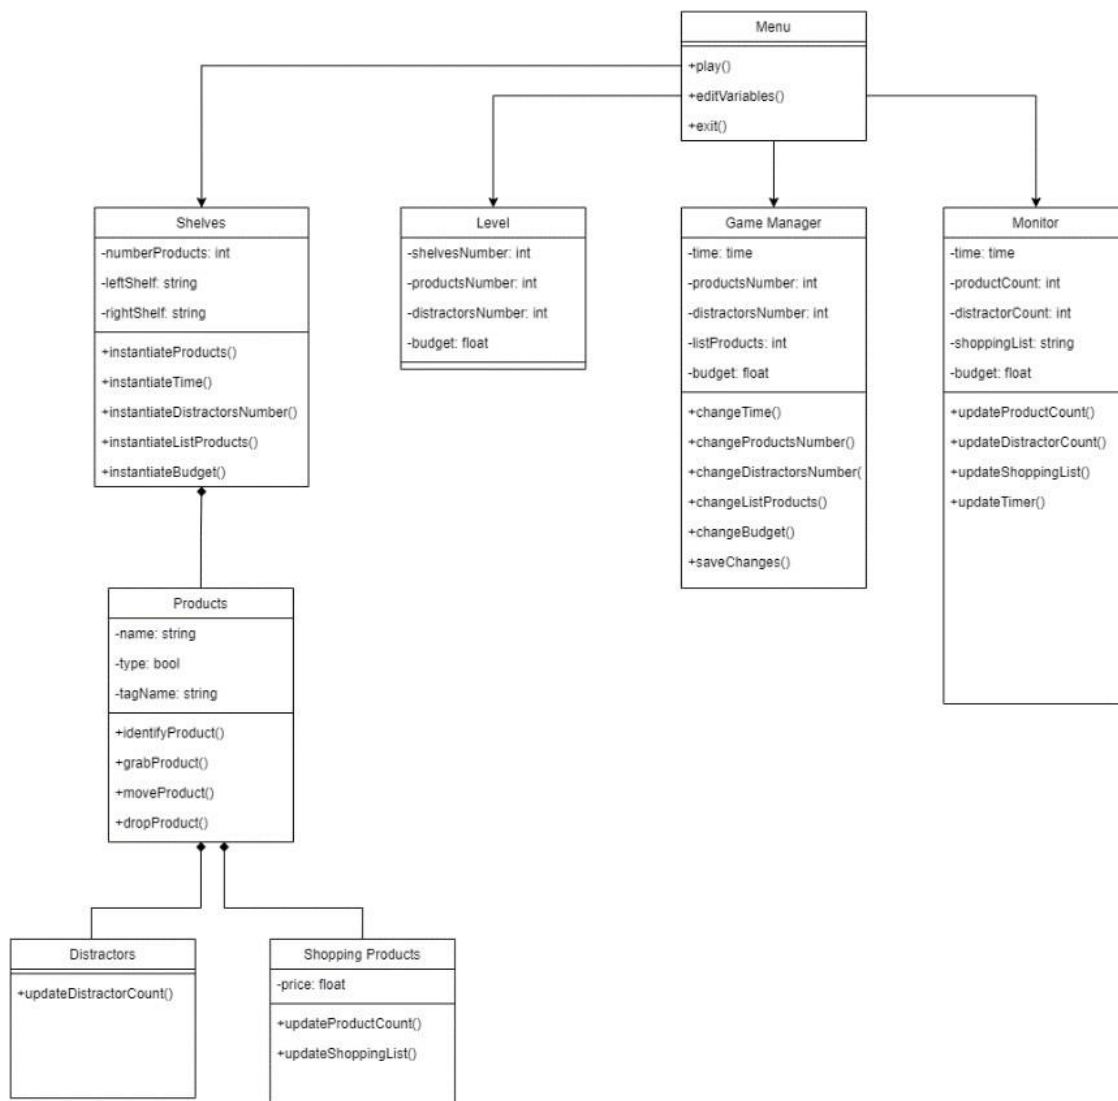 Menu
+play()
+editVariables()
+exit()
Shelves
-numberProducts: int
-leftShelf: string
-rightShelf: string
+instantiateProducts()
+instantiateTime()
+instantiateDistractorsNumber()
+instantiateListProducts()
+instantiateBudget()
Level
-shelvesNumber: int
-productsNumber: int
-distractorsNumber: int
-budget: float
Game Manager
-time: time
-productsNumber: int
-distractorsNumber: int
-listProducts: int
-budget: float
+changeTime()
+changeProductsNumber()
+changeDistractorsNumber(
+changeListProducts()
+changeBudget()
+saveChanges()
Monitor
-time: time
-productCount: int
-distractorCount: int
-shoppingList: string
-budget: float
+updateProductCount()
+updateDistractorCount()
+updateShoppingList()
+updateTimer()
Products
-name: string
-type: bool
-tagName: string
+identifyProduct()
+grabProduct()
+moveProduct()
+dropProduct()
Distractors
+updateDistractorCount()
Shopping Products
-price: float
+updateProductCount()
+updateShoppingList()